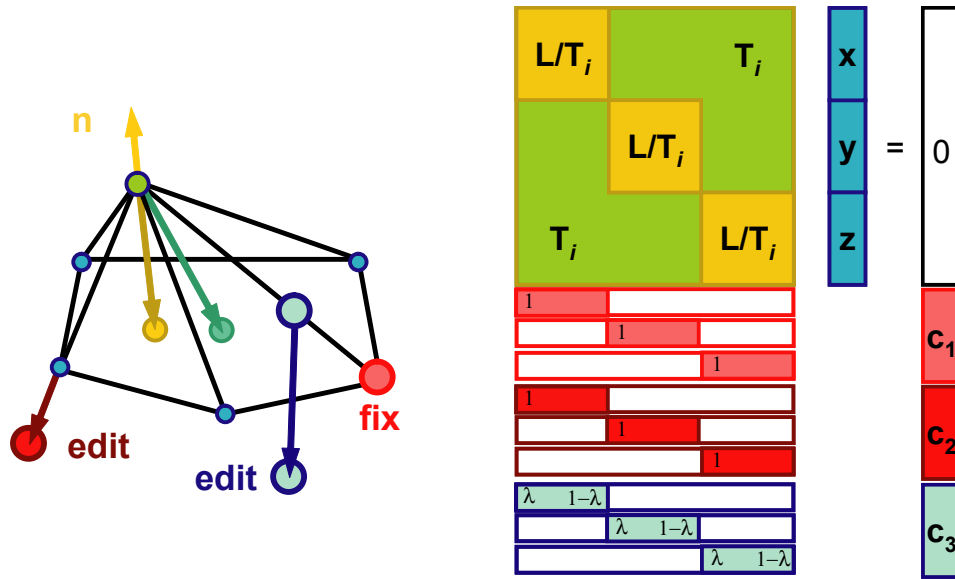 n
fix
edit
edit
L/Tᵢ Tᵢ
L/Tᵢ
Tᵢ L/Tᵢ
x
y = 0
z
1
1
1
c₁
1
1
1
c₂
λ 1−λ
λ 1−λ
λ 1−λ
c₃